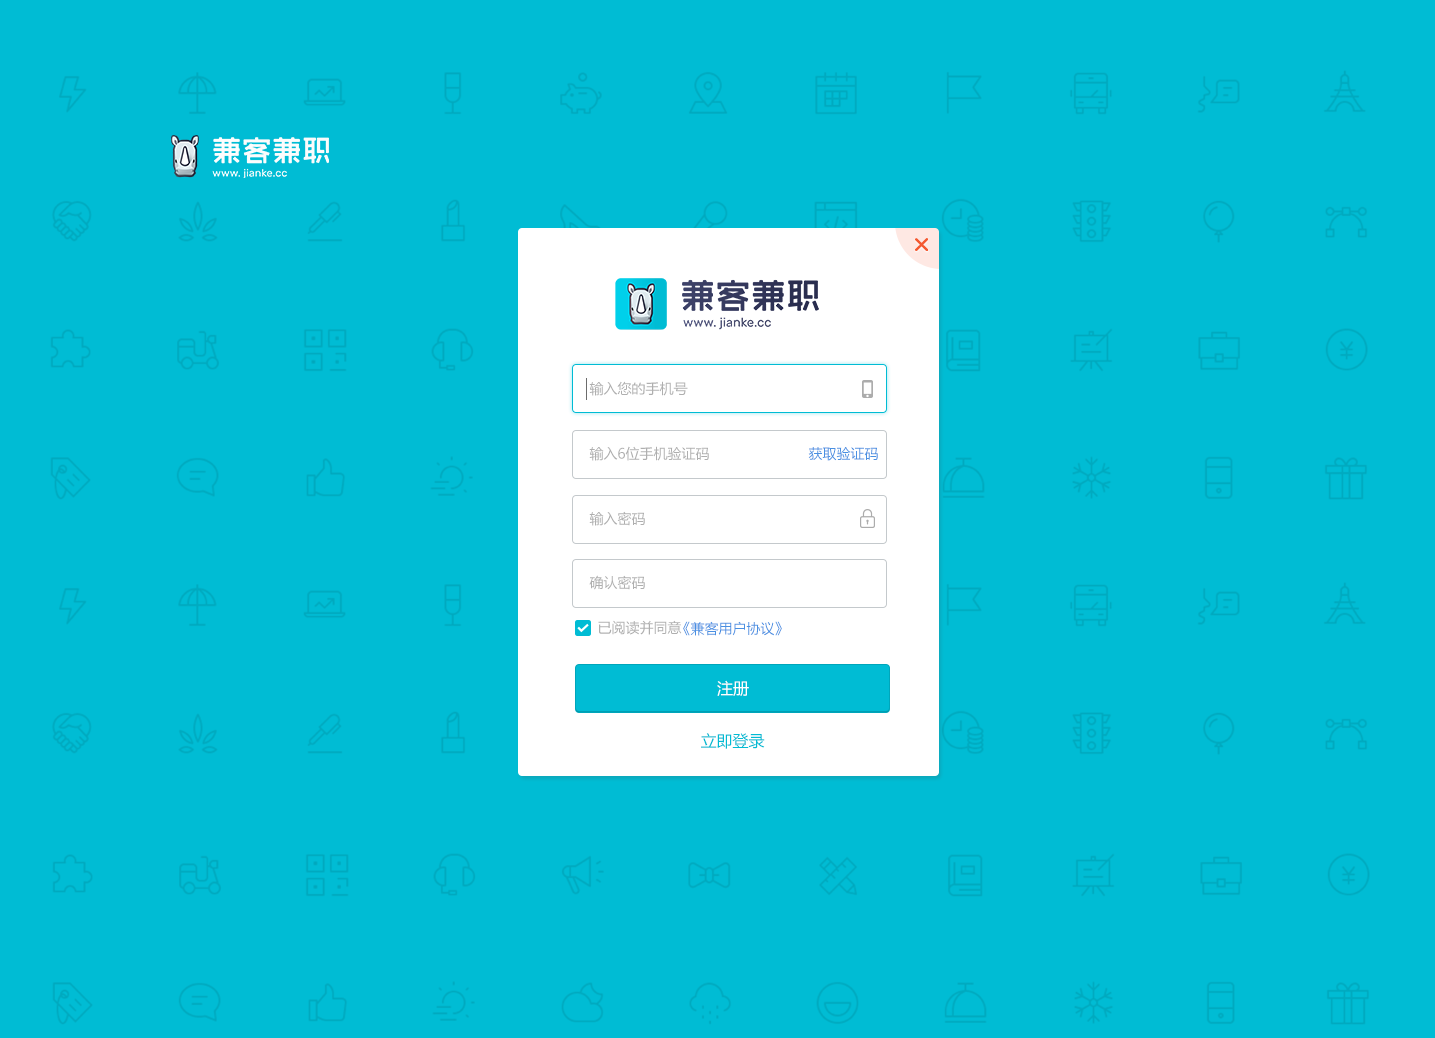 兼客兼职
www.jianke.cc
兼客兼职
www.jianke.cc
输入您的手机号
输入6位手机验证码 获取验证码
输入密码
确认密码
已阅读并同意《兼客用户协议》
注册
立即登录